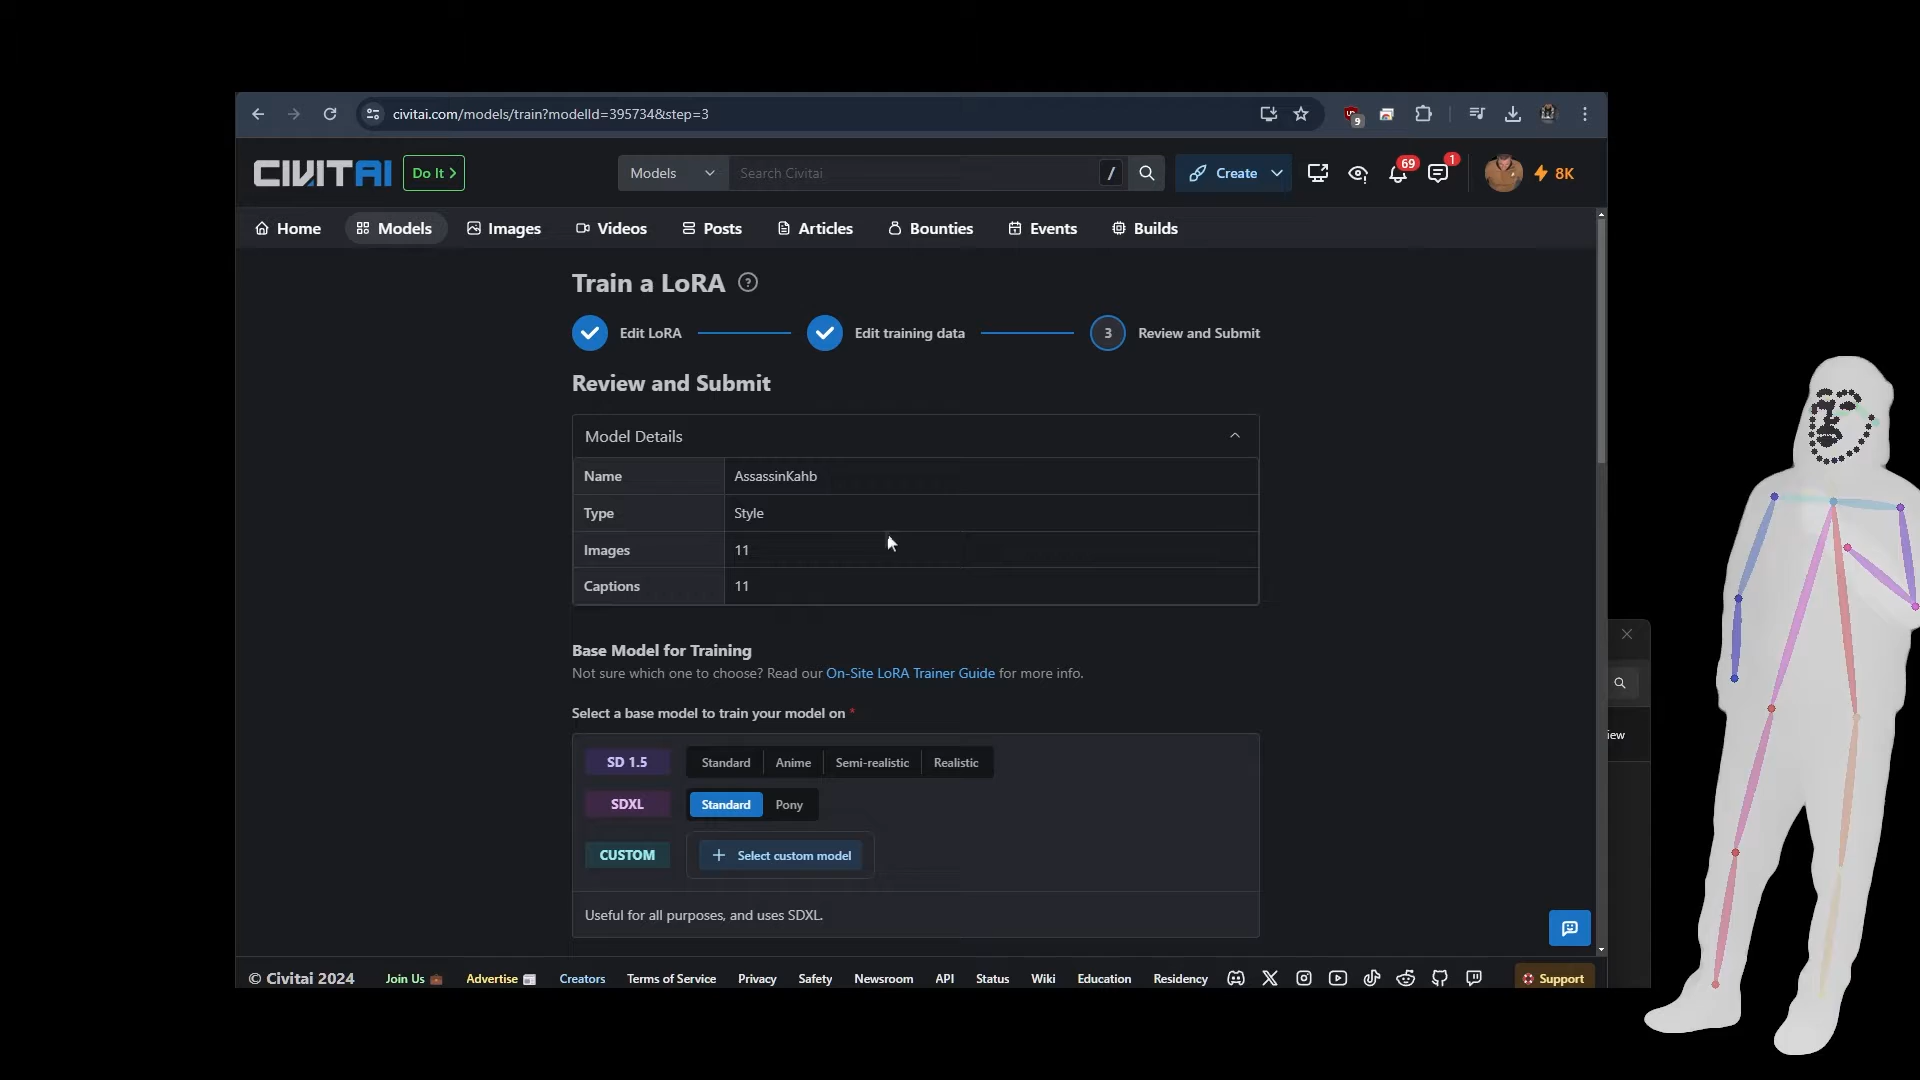 civitai.com/models/train?modelId=395734&step=3
9
CIVITAI
Do It
Models
Search Civitai
/
Create
69
1
8K
Home
Models
Images
Videos
Posts
Articles
Bounties
Events
Builds
Train a LoRA
?
Edit LoRA
Edit training data
3
Review and Submit
Review and Submit
Model Details
Name
AssassinKahb
Type
Style
Images
11
Captions
11
Base Model for Training
Not sure which one to choose? Read our On-Site LoRA Trainer Guide for more info.
Select a base model to train your model on *
SD 1.5
Standard
Anime
Semi-realistic
Realistic
SDXL
Standard
Pony
CUSTOM
+ Select custom model
Useful for all purposes, and uses SDXL.
iew
© Civitai 2024
Join Us
Advertise
Creators
Terms of Service
Privacy
Safety
Newsroom
API
Status
Wiki
Education
Residency
Support